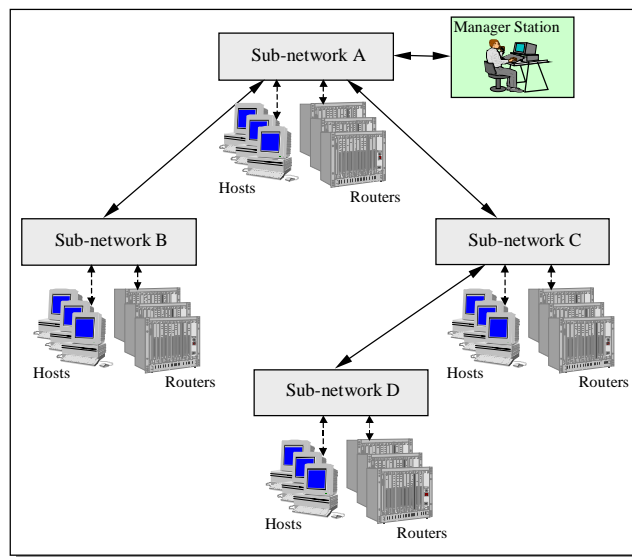 Manager Station
Sub-network A
Hosts
Routers
Sub-network B
Sub-network C
Hosts
Routers
Hosts
Routers
Sub-network D
Hosts
Routers